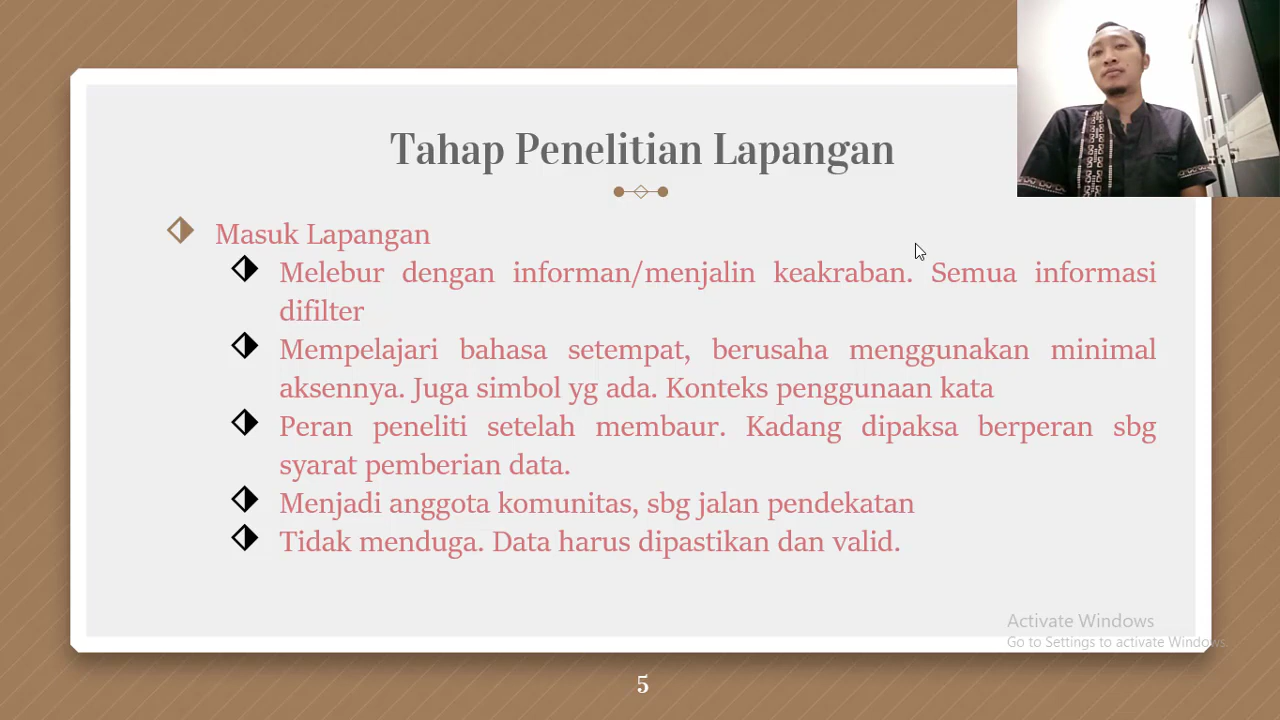 Tahap Penelitian Lapangan
Masuk Lapangan
Melebur dengan informan/menjalin keakraban. Semua informasi
difilter
Mempelajari bahasa setempat, berusaha menggunakan minimal
aksennya. Juga simbol yg ada. Konteks penggunaan kata
Peran peneliti setelah membaur. Kadang dipaksa berperan sbg
syarat pemberian data.
Menjadi anggota komunitas, sbg jalan pendekatan
Tidak menduga. Data harus dipastikan dan valid.
Activate Windows
Go to Settings to activate Windows.
5